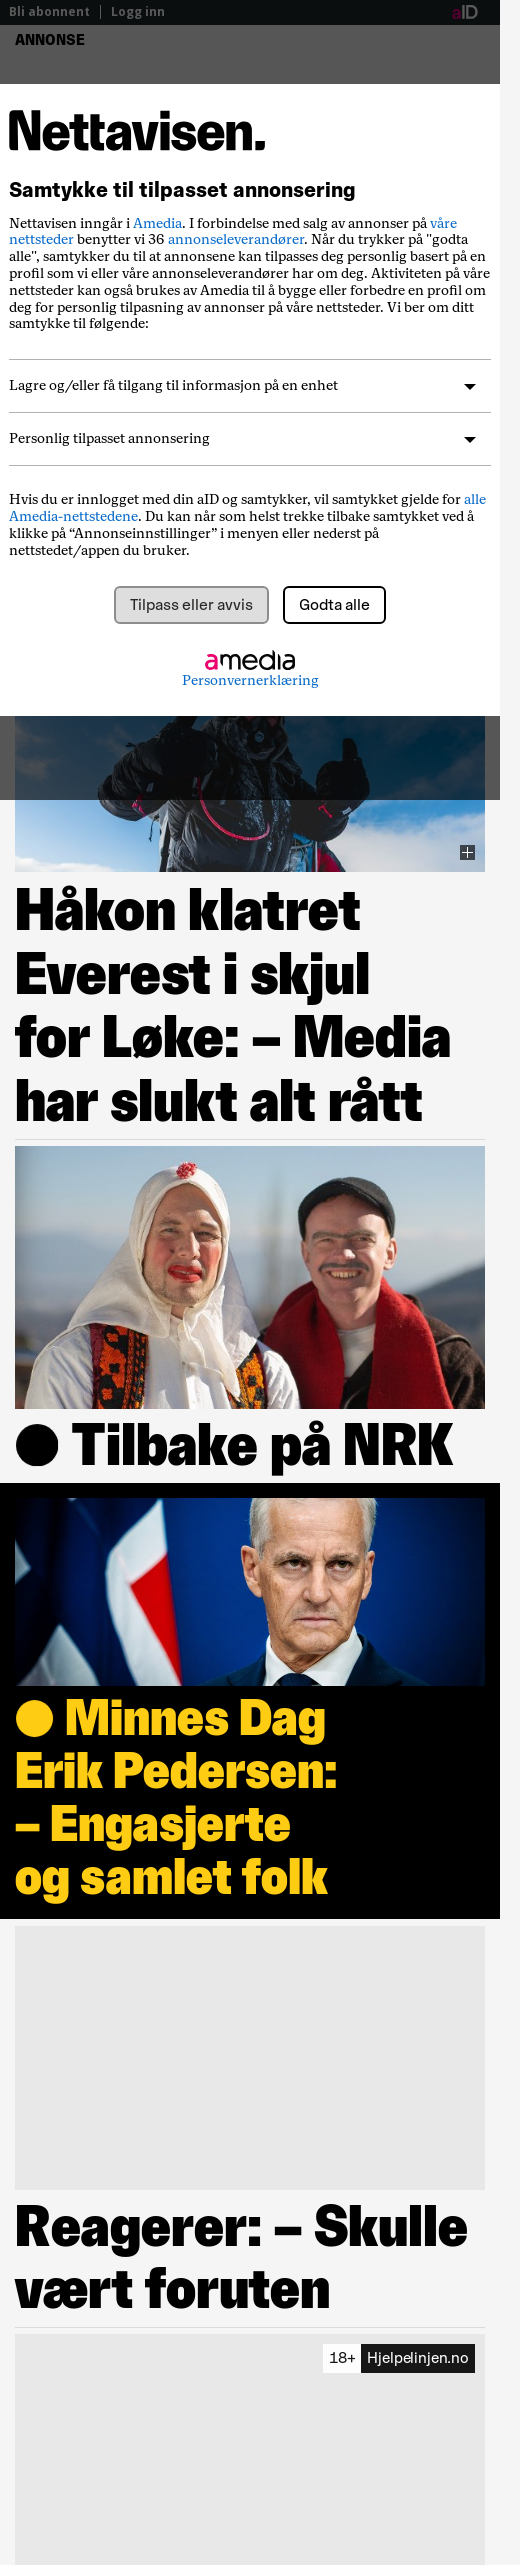 Bli abonnent | Logg inn
aID
ANNONSE
Nettavisen.
Samtykke til tilpasset annonsering
Nettavisen inngår i Amedia. I forbindelse med salg av annonser på våre
nettsteder benytter vi 36 annonseleverandører. Når du trykker på "godta
alle", samtykker du til at annonsene kan tilpasses deg personlig basert på en
profil som vi eller våre annonseleverandører har om deg. Aktiviteten på våre
nettsteder kan også brukes av Amedia til å bygge eller forbedre en profil om
deg for personlig tilpasning av annonser på våre nettsteder. Vi ber om ditt
samtykke til følgende:
Lagre og/eller få tilgang til informasjon på en enhet
Personlig tilpasset annonsering
Hvis du er innlogget med din aID og samtykker, vil samtykket gjelde for alle
Amedia-nettstedene. Du kan når som helst trekke tilbake samtykket ved å
klikke på “Annonseinnstillinger” i menyen eller nederst på
nettstedet/appen du bruker.
Tilpass eller avvis
Godta alle
amedia
Personvernerklæring
Håkon klatret
Everest i skjul
for Løke: – Media
har slukt alt rått
● Tilbake på NRK
● Minnes Dag
Erik Pedersen:
– Engasjerte
og samlet folk
Reagerer: – Skulle
vært foruten
18+ Hjelpelinjen.no